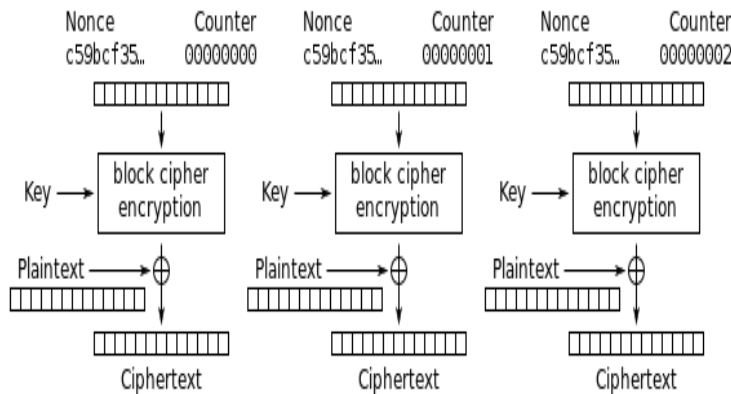 Nonce Counter Nonce Counter Nonce Counter
c59bcf35… 00000000 c59bcf35… 00000001 c59bcf35… 00000002
block cipher block cipher block cipher
Key encryption Key encryption Key encryption
Plaintext Plaintext Plaintext
Ciphertext Ciphertext Ciphertext